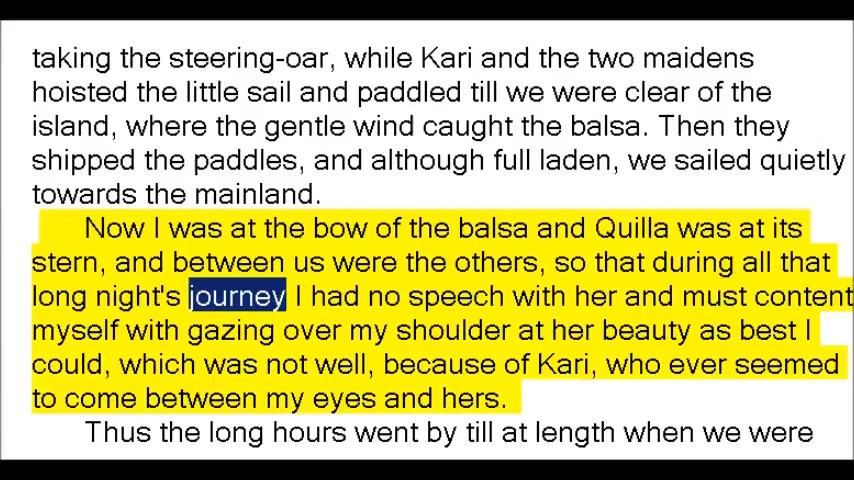 taking the steering-oar, while Kari and the two maidens
hoisted the little sail and paddled till we were clear of the
island, where the gentle wind caught the balsa. Then they
shipped the paddles, and although full laden, we sailed quietly
towards the mainland.
Now I was at the bow of the balsa and Quilla was at its
stern, and between us were the others, so that during all that
long night's journey I had no speech with her and must content
myself with gazing over my shoulder at her beauty as best I
could, which was not well, because of Kari, who ever seemed
to come between my eyes and hers.
Thus the long hours went by till at length when we were